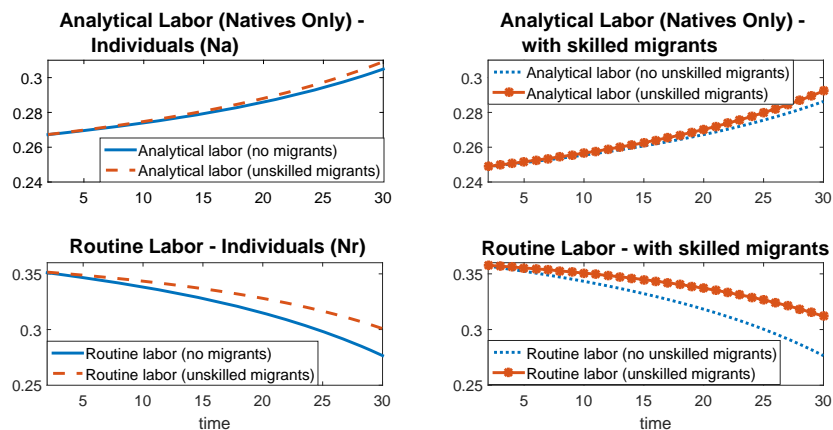 Analytical Labor (Natives Only) -
Individuals (Na)
0.3
0.28
0.26
0.24
Analytical labor (no migrants)
Analytical labor (unskilled migrants)
5
10
15
20
25
30
Analytical Labor (Natives Only) -
with skilled migrants
0.3
0.28
0.26
0.24
Analytical labor (no unskilled migrants)
Analytical labor (unskilled migrants)
5
10
15
20
25
30
Routine Labor - Individuals (Nr)
0.35
0.3
0.25
Routine labor (no migrants)
Routine labor (unskilled migrants)
5
10
15
20
25
30
time
Routine Labor - with skilled migrants
0.35
0.3
0.25
Routine labor (no unskilled migrants)
Routine labor (unskilled migrants)
5
10
15
20
25
30
time